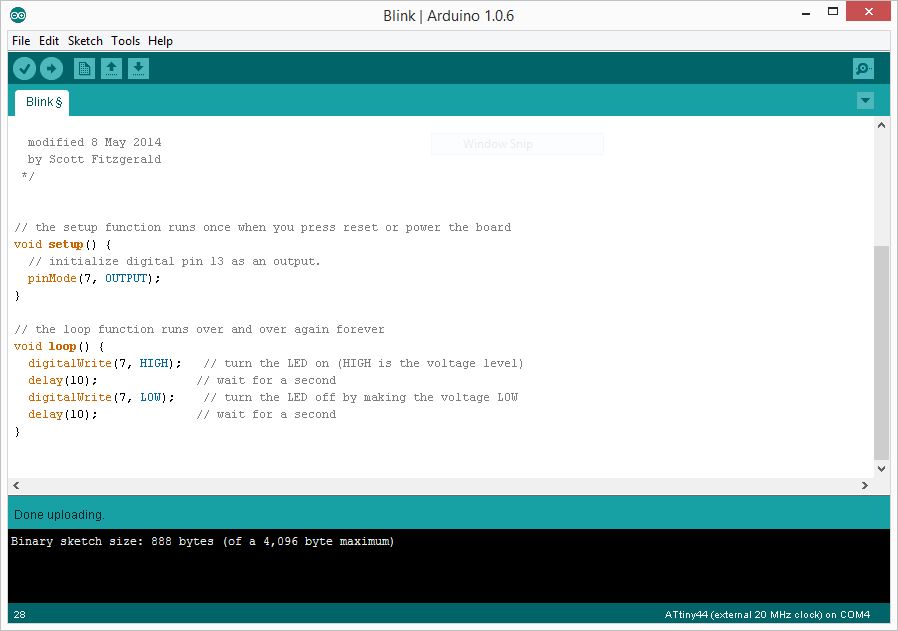 Blink | Arduino 1.0.6
File Edit Sketch Tools Help
Blink §
Window Snip
modified 8 May 2014
by Scott Fitzgerald
*/
// the setup function runs once when you press reset or power the board
void setup() {
// initialize digital pin 13 as an output.
pinMode(7, OUTPUT);
}
// the loop function runs over and over again forever
void loop() {
digitalWrite(7, HIGH);   // turn the LED on (HIGH is the voltage level)
delay(10);              // wait for a second
digitalWrite(7, LOW);    // turn the LED off by making the voltage LOW
delay(10);              // wait for a second
}
Done uploading.
Binary sketch size: 888 bytes (of a 4,096 byte maximum)
28 ATtiny44 (external 20 MHz clock) on COM4